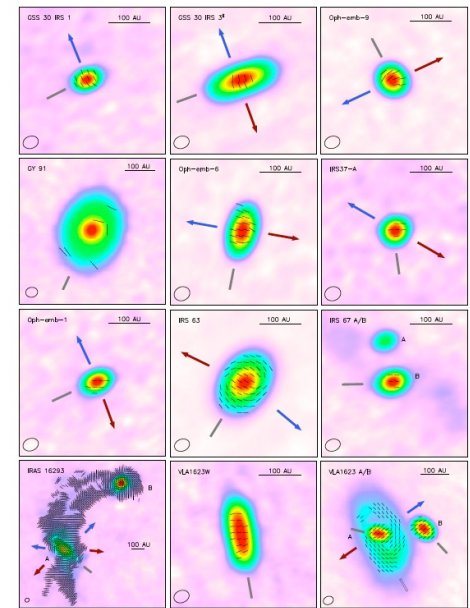 GSS 30 IRS 1 100 AU
GSS 30 IRS 3# 100 AU
Oph-emb-9 100 AU
GY 91 100 AU
Oph-emb-6 100 AU
IRS37-A 100 AU
Oph-emb-1 100 AU
IRS 63 100 AU
IRS 67 A/B 100 AU
A
B
IRAS 16293
B
A
100 AU
VLA1623W 100 AU
VLA1623 A/B 100 AU
A
B